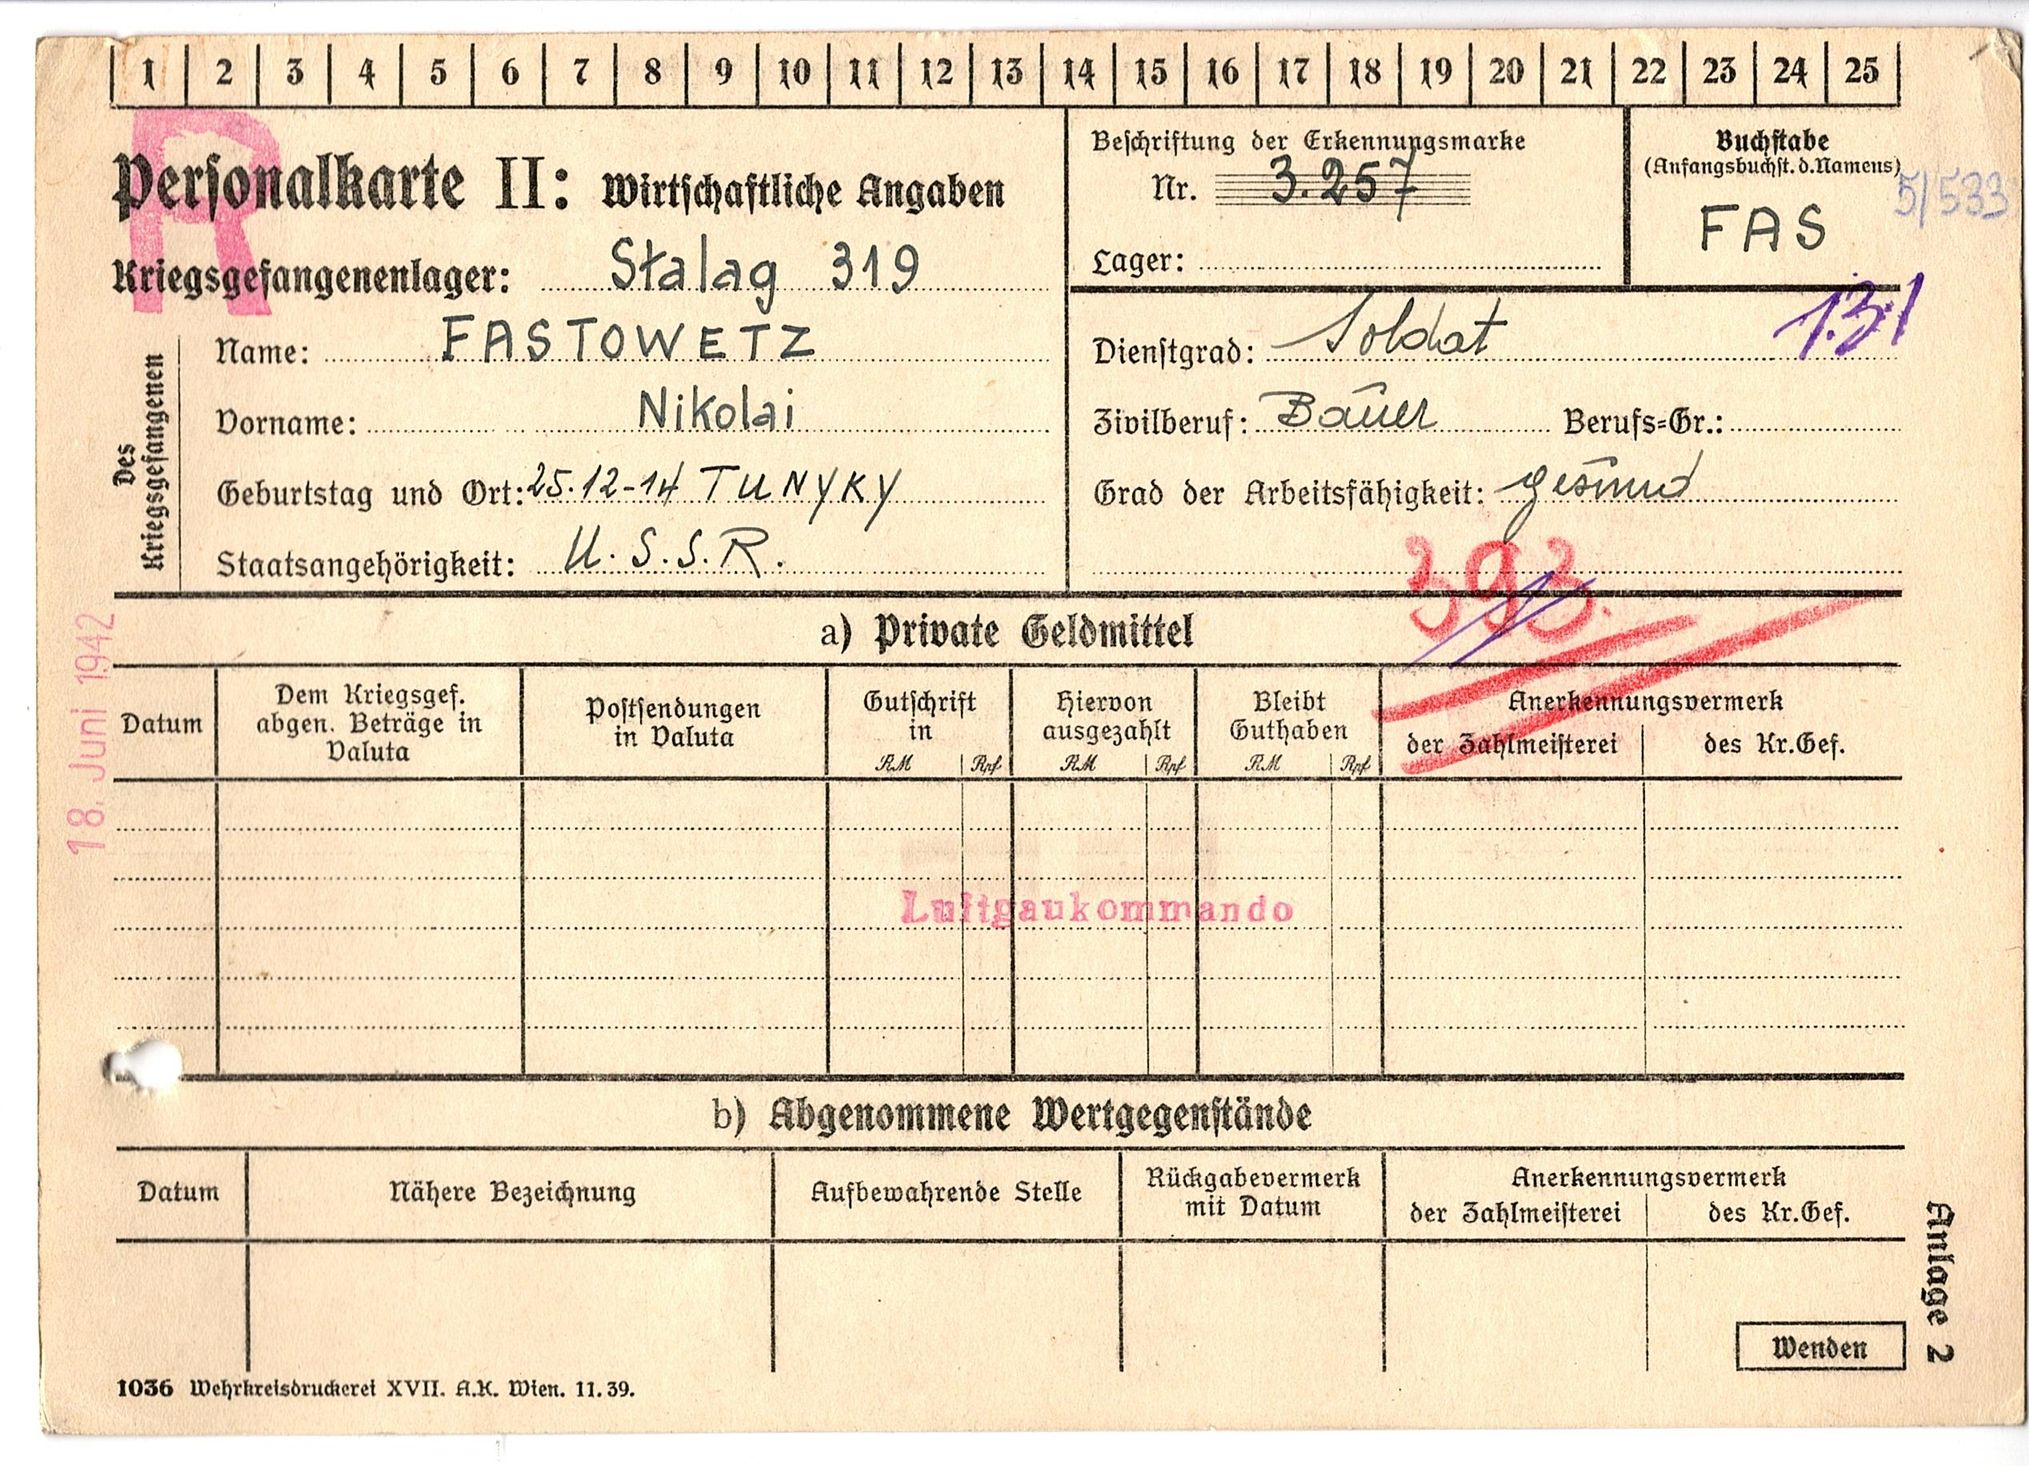 1 2 3 4 5 6 7 8 9 10 11 12 13 14 15 16 17 18 19 20 21 22 23 24 25
R
Personalkarte II: Wirtschaftliche Angaben
Kriegsgefangenenlager: Stalag 319
Beschriftung der Erkennungsmarke
Nr. 3.257
Lager:
Buchstabe
(Anfangsbuchst. d. Namens)
FAS
5/533
Des
Kriegsgefangenen
Name: FASTOWETZ
Vorname: Nikolai
Geburtstag und Ort: 25.12-14 TUNYKY
Staatsangehörigkeit: U.S.S.R.
Dienstgrad: Soldat
131
Zivilberuf: Bauer Berufs=Gr.:
Grad der Arbeitsfähigkeit: gesund
393.
18. Juni 1942
a) Private Geldmittel
Datum
Dem Kriegsgef.
abgen. Beträge in
Valuta
Postsendungen
in Valuta
Gutschrift
in
RM Rpf
Hiervon
ausgezahlt
RM Rpf
Bleibt
Guthaben
RM Rpf
Anerkennungsvermerk
der Zahlmeisterei des Kr.Gef.
Luftgaukommando
b) Abgenommene Wertgegenstände
Datum
Nähere Bezeichnung
Aufbewahrende Stelle
Rückgabevermerk
mit Datum
Anerkennungsvermerk
der Zahlmeisterei des Kr.Gef.
Wenden
Anlage 2
1036 Wehrkreisdruckerei XVII. A.K. Wien. 11.39.